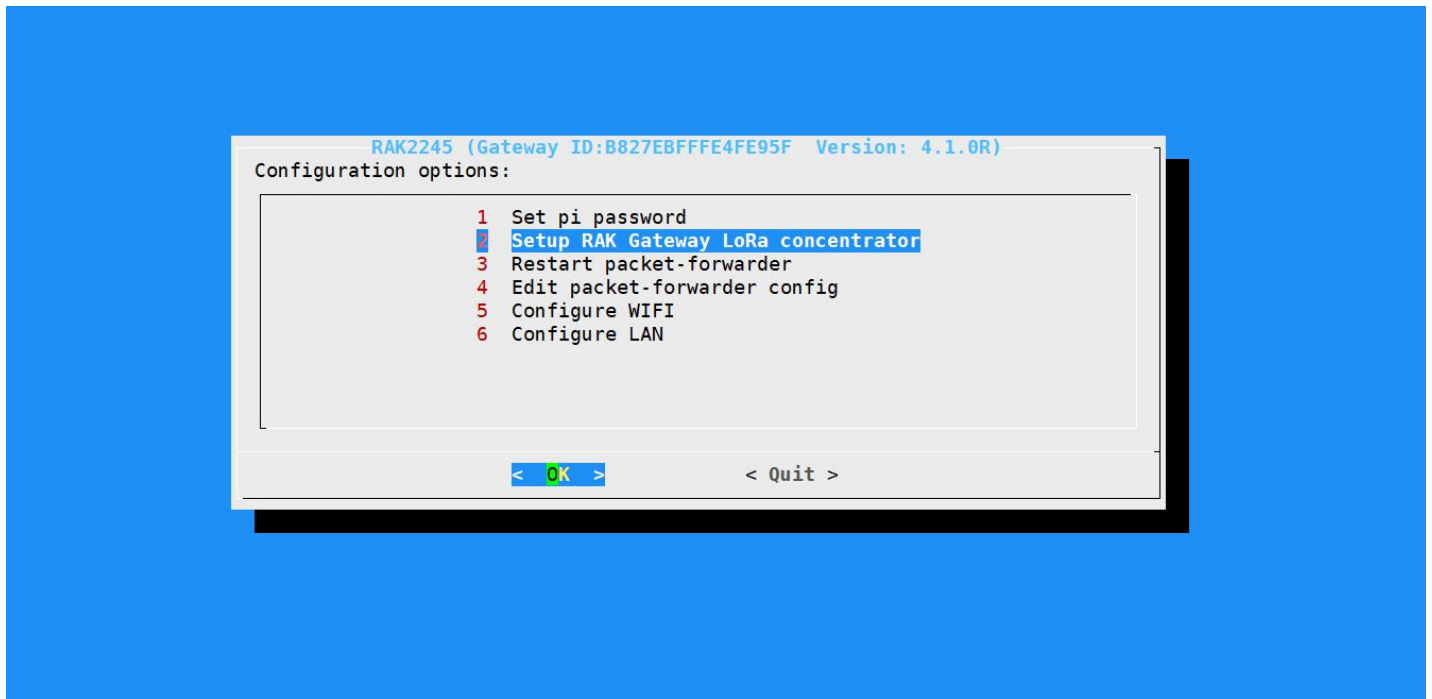 RAK2245 (Gateway ID:B827EBFFFE4FE95F Version: 4.1.0R)
Configuration options:
1 Set pi password
2 Setup RAK Gateway LoRa concentrator
3 Restart packet-forwarder
4 Edit packet-forwarder config
5 Configure WIFI
6 Configure LAN
< OK > < Quit >